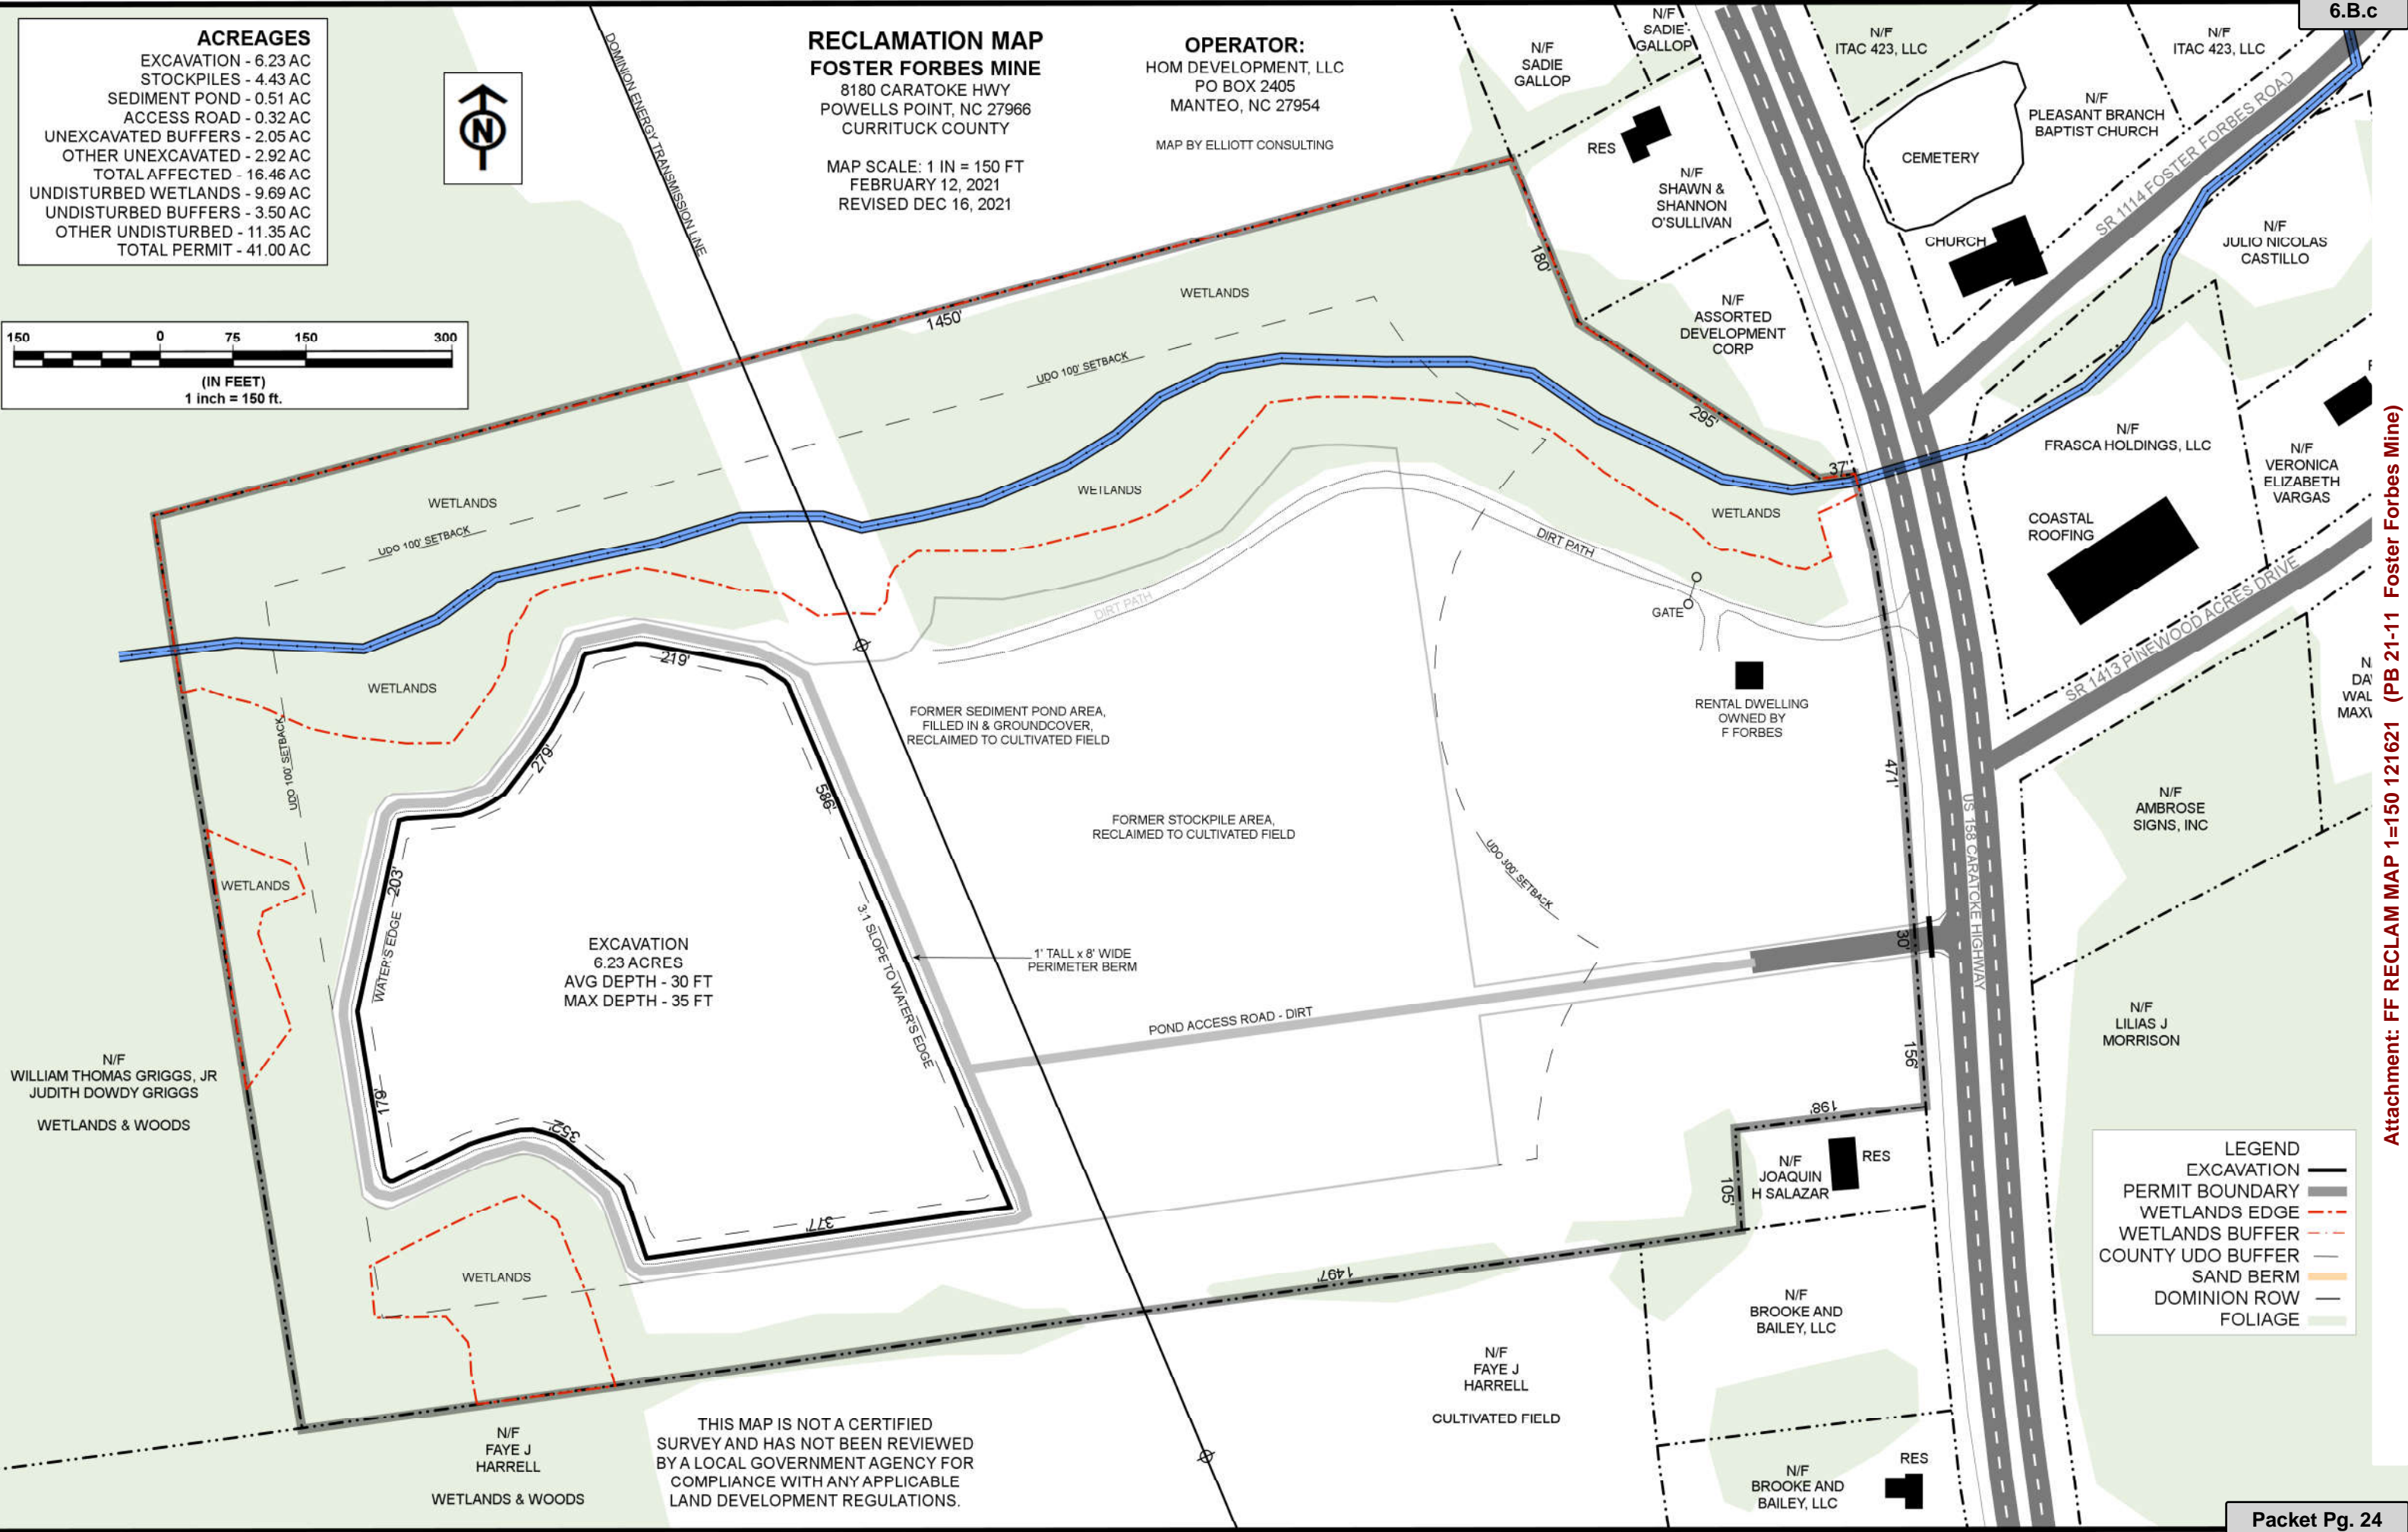 6.B.c
ACREAGES
EXCAVATION - 6.23 AC
STOCKPILES - 4.43 AC
SEDIMENT POND - 0.51 AC
ACCESS ROAD - 0.32 AC
UNEXCAVATED BUFFERS - 2.05 AC
OTHER UNEXCAVATED - 2.92 AC
TOTAL AFFECTED - 16.46 AC
UNDISTURBED WETLANDS - 9.69 AC
UNDISTURBED BUFFERS - 3.50 AC
OTHER UNDISTURBED - 11.35 AC
TOTAL PERMIT - 41.00 AC
N
150 0 75 150 300
(IN FEET)
1 inch = 150 ft.
DOMINION ENERGY TRANSMISSION LINE
RECLAMATION MAP
FOSTER FORBES MINE
8180 CARATOKE HWY
POWELLS POINT, NC 27966
CURRITUCK COUNTY
MAP SCALE: 1 IN = 150 FT
FEBRUARY 12, 2021
REVISED DEC 16, 2021
OPERATOR:
HOM DEVELOPMENT, LLC
PO BOX 2405
MANTEO, NC 27954
MAP BY ELLIOTT CONSULTING
N/F
SADIE
GALLOP
N/F
SADIE
GALLOP
RES
N/F
SHAWN &
SHANNON
O'SULLIVAN
N/F
ASSORTED
DEVELOPMENT
CORP
N/F
ITAC 423, LLC
N/F
ITAC 423, LLC
N/F
PLEASANT BRANCH
BAPTIST CHURCH
CEMETERY
CHURCH
SR 1114 FOSTER FORBES ROAD
N/F
JULIO NICOLAS
CASTILLO
N/F
FRASCA HOLDINGS, LLC
N/F
VERONICA
ELIZABETH
VARGAS
COASTAL
ROOFING
SR 1413 PINEWOOD ACRES DRIVE
N/F
AMBROSE
SIGNS, INC
N/F
LILIAS J
MORRISON
US 158 CARATOKE HIGHWAY
1450'
180'
295'
37'
471'
30'
156'
198'
105'
1497'
WETLANDS
UDO 100' SETBACK
WETLANDS
UDO 100' SETBACK
WETLANDS
WETLANDS
DIRT PATH
DIRT PATH
GATE
WETLANDS
UDO 100' SETBACK
WETLANDS
RENTAL DWELLING
OWNED BY
F FORBES
FORMER SEDIMENT POND AREA,
FILLED IN & GROUNDCOVER,
RECLAIMED TO CULTIVATED FIELD
FORMER STOCKPILE AREA,
RECLAIMED TO CULTIVATED FIELD
UDO 300' SETBACK
219'
279'
586'
203'
WATER'S EDGE
3:1 SLOPE TO WATER'S EDGE
EXCAVATION
6.23 ACRES
AVG DEPTH - 30 FT
MAX DEPTH - 35 FT
1' TALL x 8' WIDE
PERIMETER BERM
POND ACCESS ROAD - DIRT
179'
352'
377'
WETLANDS
N/F
WILLIAM THOMAS GRIGGS, JR
JUDITH DOWDY GRIGGS
WETLANDS & WOODS
N/F
JOAQUIN
H SALAZAR
RES
N/F
BROOKE AND
BAILEY, LLC
N/F
FAYE J
HARRELL
CULTIVATED FIELD
N/F
FAYE J
HARRELL
WETLANDS & WOODS
THIS MAP IS NOT A CERTIFIED
SURVEY AND HAS NOT BEEN REVIEWED
BY A LOCAL GOVERNMENT AGENCY FOR
COMPLIANCE WITH ANY APPLICABLE
LAND DEVELOPMENT REGULATIONS.
N/F
BROOKE AND
BAILEY, LLC
RES
LEGEND
EXCAVATION
PERMIT BOUNDARY
WETLANDS EDGE
WETLANDS BUFFER
COUNTY UDO BUFFER
SAND BERM
DOMINION ROW
FOLIAGE
Attachment: FF RECLAM MAP 1=150 121621 (PB 21-11 Foster Forbes Mine)
Packet Pg. 24